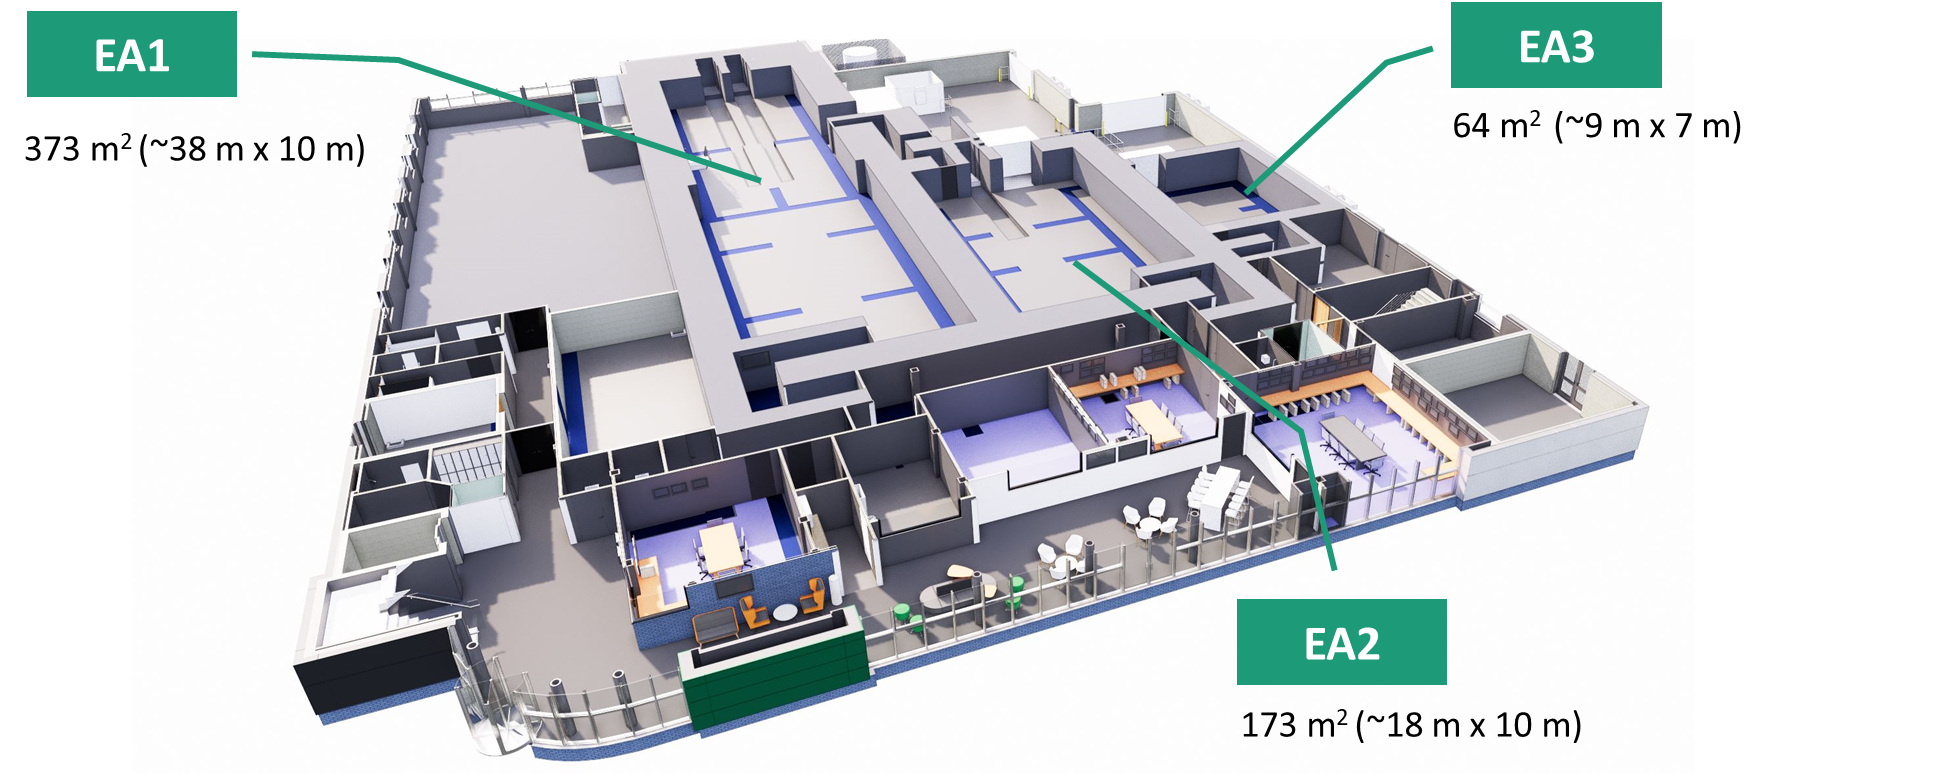 EA1
373 m² (~38 m x 10 m)
EA3
64 m² (~9 m x 7 m)
EA2
173 m² (~18 m x 10 m)